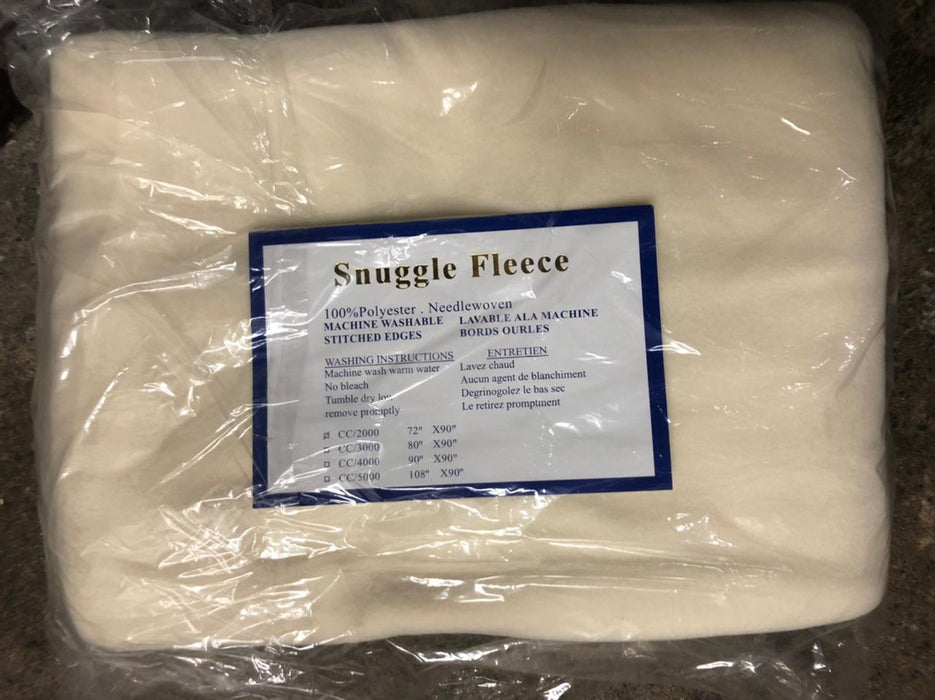 Snuggle Fleece
100%Polyester . Needlewoven
MACHINE WASHABLE LAVABLE ALA MACHINE
STITCHED EDGES BORDS OURLES
WASHING INSTRUCTIONS ENTRETIEN
Machine wash warm water Lavez chaud
No bleach Aucun agent de blanchiment
Tumble dry low Degrinogolez le bas sec
remove promptly Le retirez promptment
CC/2000 72" X90"
CC/3000 80" X90"
CC/4000 90" X90"
CC/5000 108" X90"